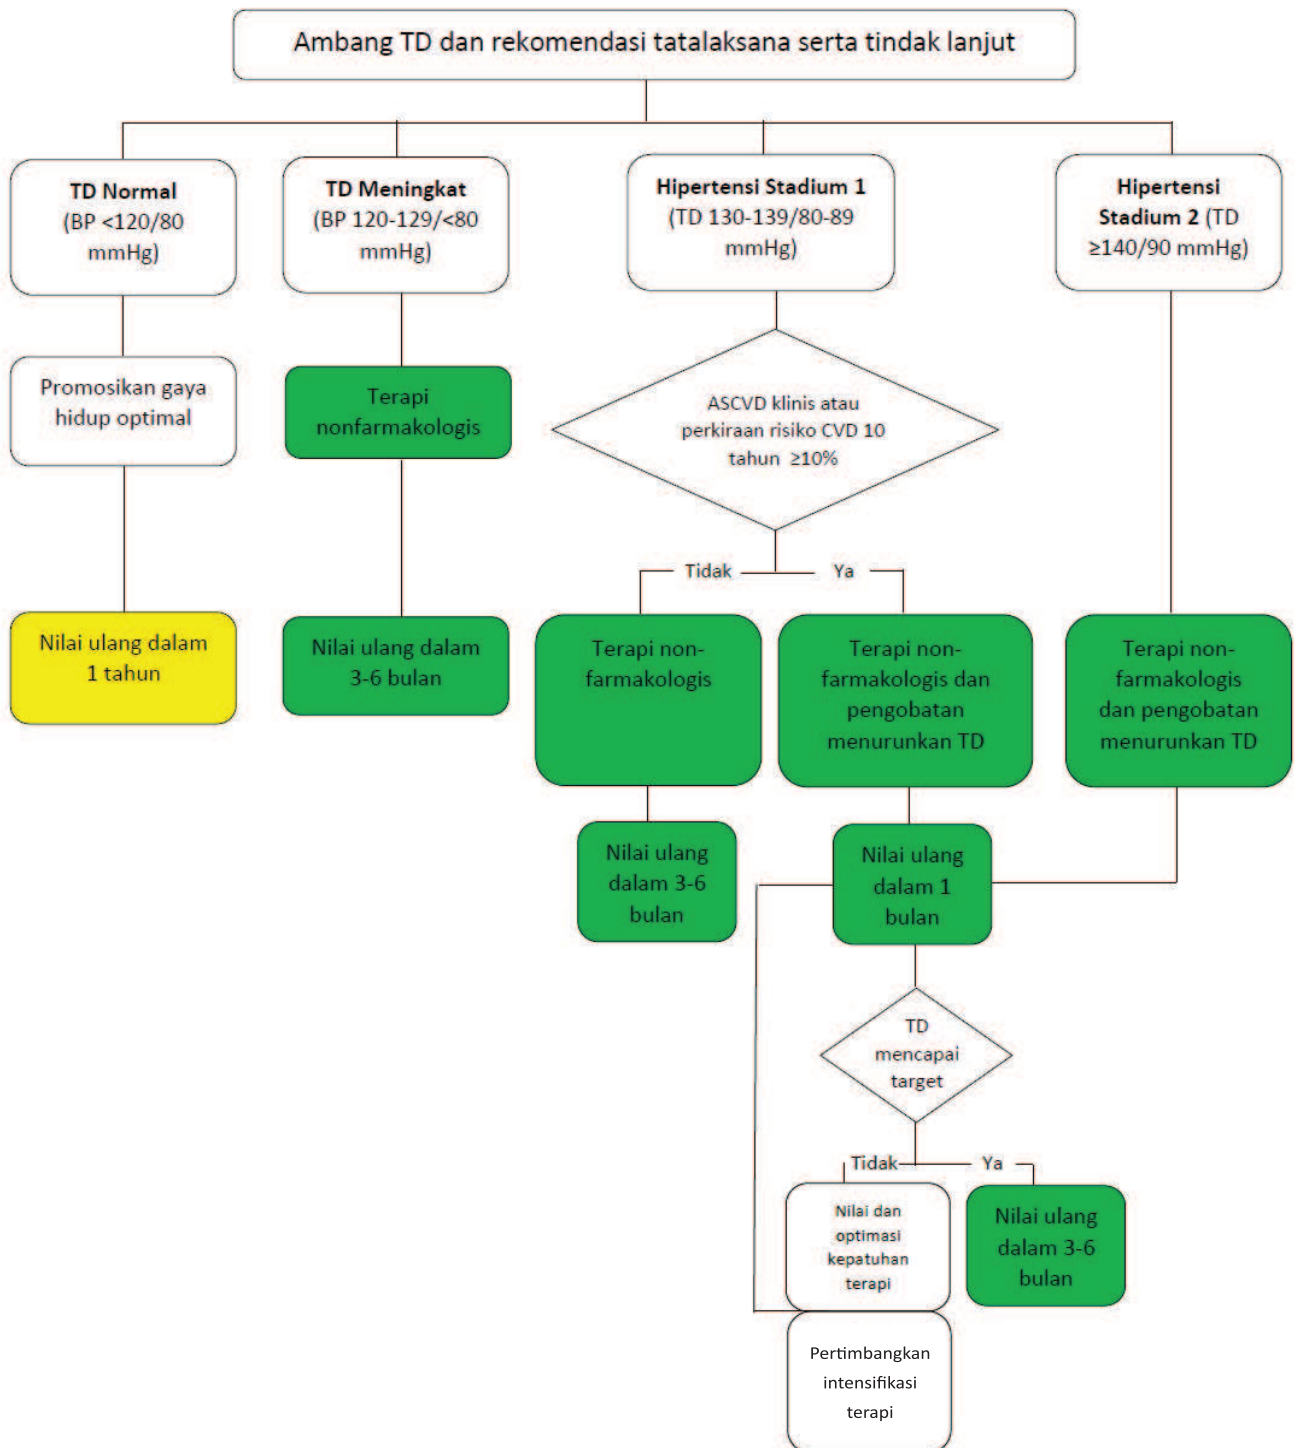 Ambang TD dan rekomendasi tatalaksana serta tindak lanjut
TD Normal
(BP <120/80
mmHg)
TD Meningkat
(BP 120-129/<80
mmHg)
Hipertensi Stadium 1
(TD 130-139/80-89
mmHg)
Hipertensi
Stadium 2 (TD
≥140/90 mmHg)
Promosikan gaya
hidup optimal
Terapi
nonfarmakologis
ASCVD klinis atau
perkiraan risiko CVD 10
tahun ≥10%
Tidak
Ya
Nilai ulang dalam
1 tahun
Nilai ulang dalam
3-6 bulan
Terapi non-
farmakologis
Terapi non-
farmakologis dan
pengobatan
menurunkan TD
Terapi non-
farmakologis
dan pengobatan
menurunkan TD
Nilai ulang
dalam 3-6
bulan
Nilai ulang
dalam 1
bulan
TD
mencapai
target
Tidak
Ya
Nilai dan
optimasi
kepatuhan
terapi
Nilai ulang
dalam 3-6
bulan
Pertimbangkan
intensifikasi
terapi